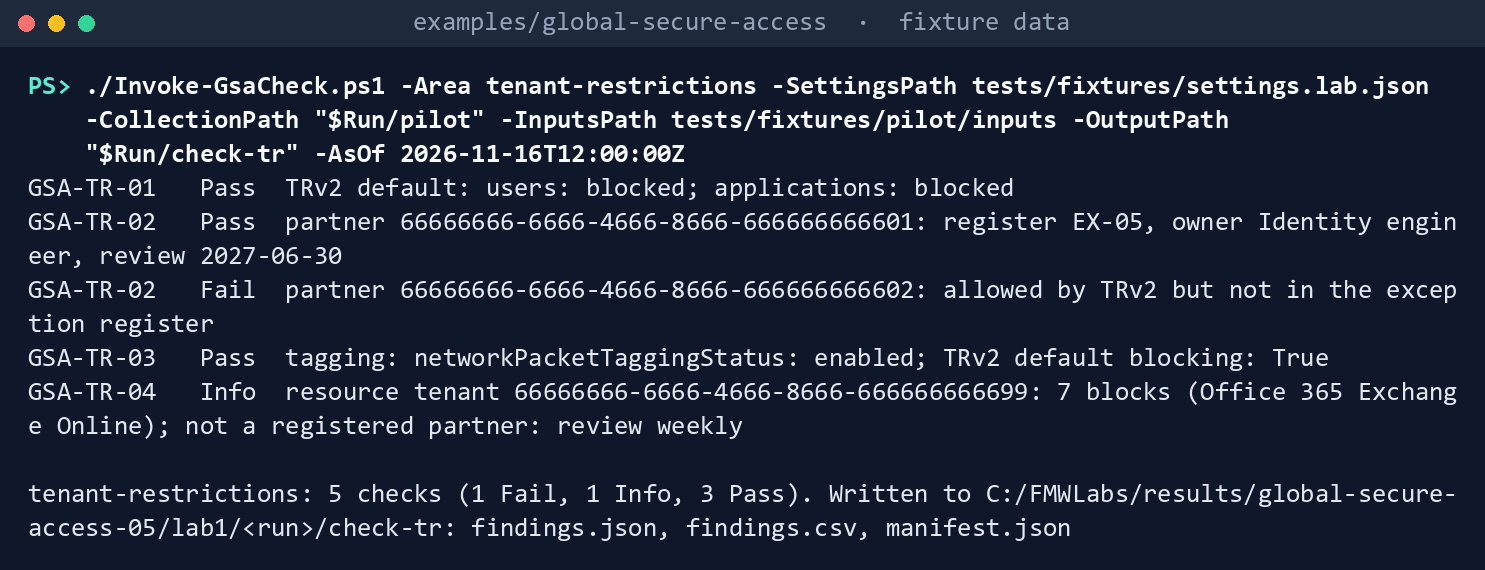 examples/global-secure-access · fixture data
PS> ./Invoke-GsaCheck.ps1 -Area tenant-restrictions -SettingsPath tests/fixtures/settings.lab.json
-CollectionPath "$Run/pilot" -InputsPath tests/fixtures/pilot/inputs -OutputPath
"$Run/check-tr" -AsOf 2026-11-16T12:00:00Z
GSA-TR-01 Pass TRv2 default: users: blocked; applications: blocked
GSA-TR-02 Pass partner 66666666-6666-4666-8666-666666666601: register EX-05, owner Identity engin
eer, review 2027-06-30
GSA-TR-02 Fail partner 66666666-6666-4666-8666-666666666602: allowed by TRv2 but not in the excep
tion register
GSA-TR-03 Pass tagging: networkPacketTaggingStatus: enabled; TRv2 default blocking: True
GSA-TR-04 Info resource tenant 66666666-6666-4666-8666-666666666699: 7 blocks (Office 365 Exchang
e Online); not a registered partner: review weekly
tenant-restrictions: 5 checks (1 Fail, 1 Info, 3 Pass). Written to C:/FMWLabs/results/global-secure-
access-05/lab1/<run>/check-tr: findings.json, findings.csv, manifest.json